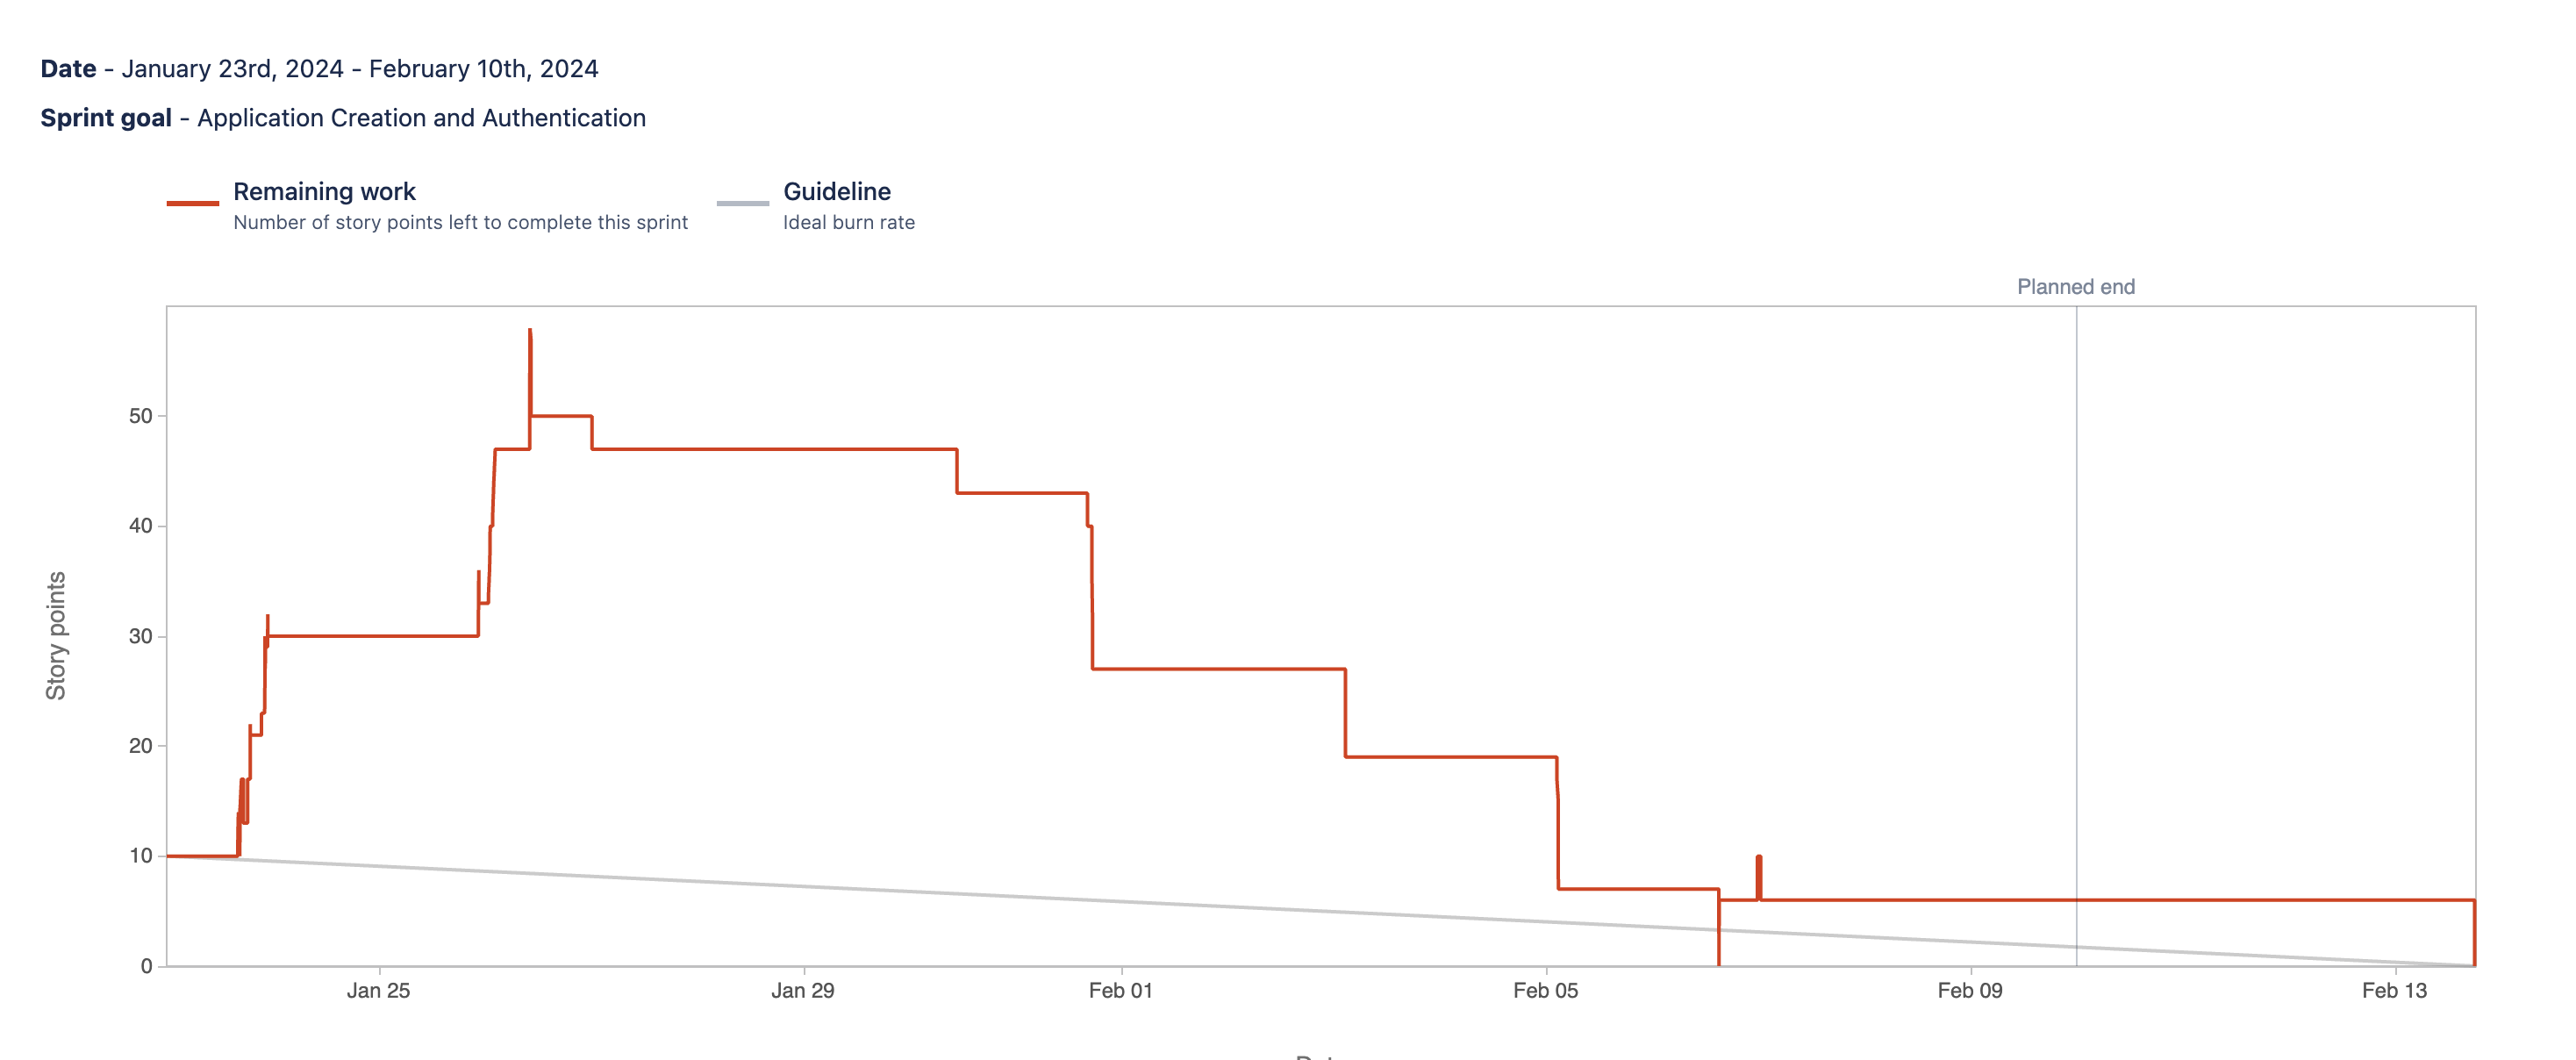 Date - January 23rd, 2024 - February 10th, 2024
Sprint goal - Application Creation and Authentication
Remaining work
Number of story points left to complete this sprint
Guideline
Ideal burn rate
Planned end
50
40
30
20
10
0
Story points
Jan 25
Jan 29
Feb 01
Feb 05
Feb 09
Feb 13